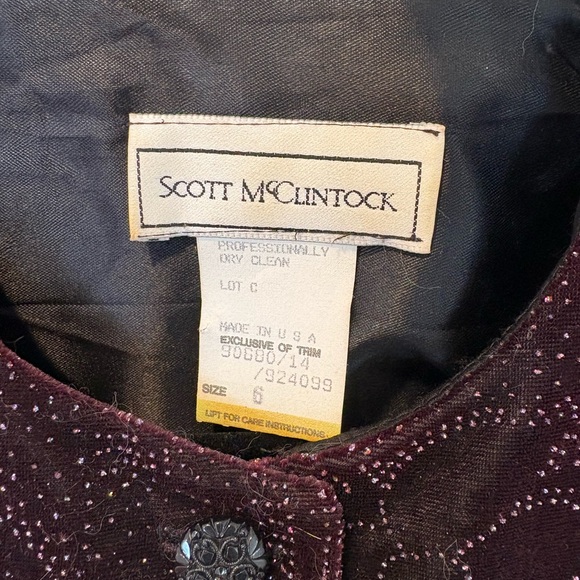 SCOTT McCLINTOCK
PROFESSIONALLY
DRY CLEAN
LOT C
MADE IN U S A
EXCLUSIVE OF TRIM
90680/14
/924099
SIZE 6
LIFT FOR CARE INSTRUCTIONS